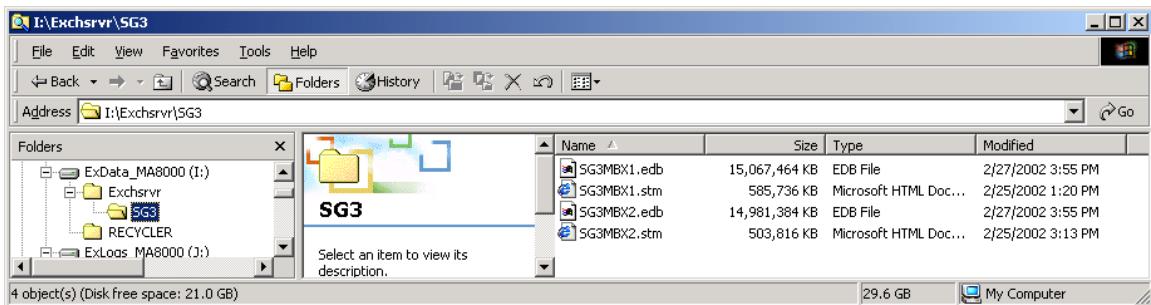 I:\Exchsrvr\SG3
File Edit View Favorites Tools Help
Back Search Folders History
Address I:\Exchsrvr\SG3 Go
Folders
ExData_MA8000 (I:)
Exchsrvr
SG3
RECYCLER
ExLogs_MA8000 (J:)
SG3
Select an item to view its
description.
Name Size Type Modified
SG3MBX1.edb 15,067,464 KB EDB File 2/27/2002 3:55 PM
SG3MBX1.stm 585,736 KB Microsoft HTML Doc... 2/25/2002 1:20 PM
SG3MBX2.edb 14,981,384 KB EDB File 2/27/2002 3:55 PM
SG3MBX2.stm 503,816 KB Microsoft HTML Doc... 2/25/2002 3:13 PM
4 object(s) (Disk free space: 21.0 GB) 29.6 GB My Computer